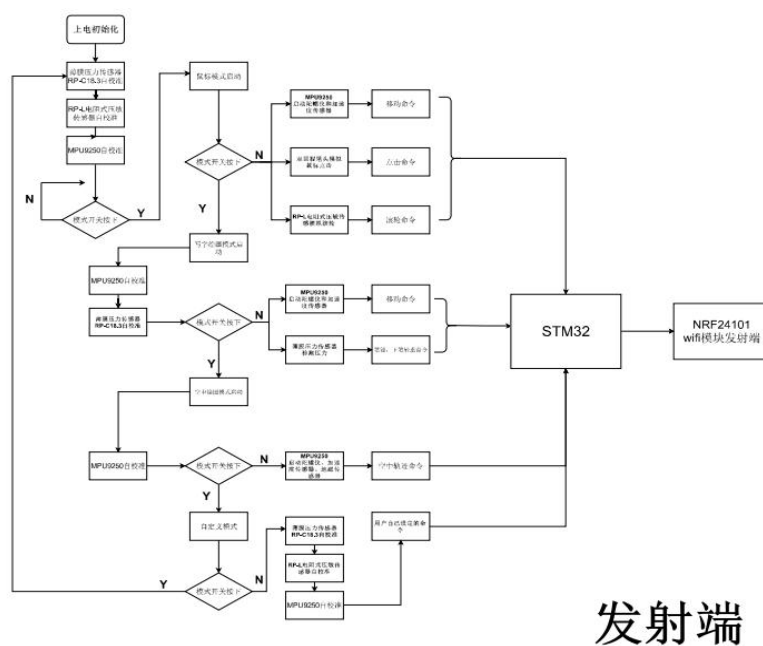 上电初始化
薄膜压力传感器
RP-C18.3自校准
RP-L电阻式压敏
传感器自校准
MPU9250自校准
N
模式开关按下
Y
鼠标模式启动
模式开关按下
N
Y
MPU9250
启动陀螺仪和加速
度传感器
移动命令
点击命令
RP-L电阻式压敏传
滚轮命令
写字绘画模式启
动
MPU9250自校准
薄膜压力传感器
RP-C18.3自校准
模式开关按下
N
Y
MPU9250
启动陀螺仪和加速
度传感器
移动命令
薄膜压力传感器
检测压力
模式启动
MPU9250自校准
模式开关按下
N
Y
MPU9250
启动陀螺仪、加速
度传感器、地磁传
感器
空中轨迹命令
自定义模式
模式开关按下
N
Y
薄膜压力传感器
RP-C18.3自校准
RP-L电阻式压敏传
感器自校准
MPU9250自校准
用户自己设定的命
令
STM32
NRF24101
wifi模块发射端
发射端